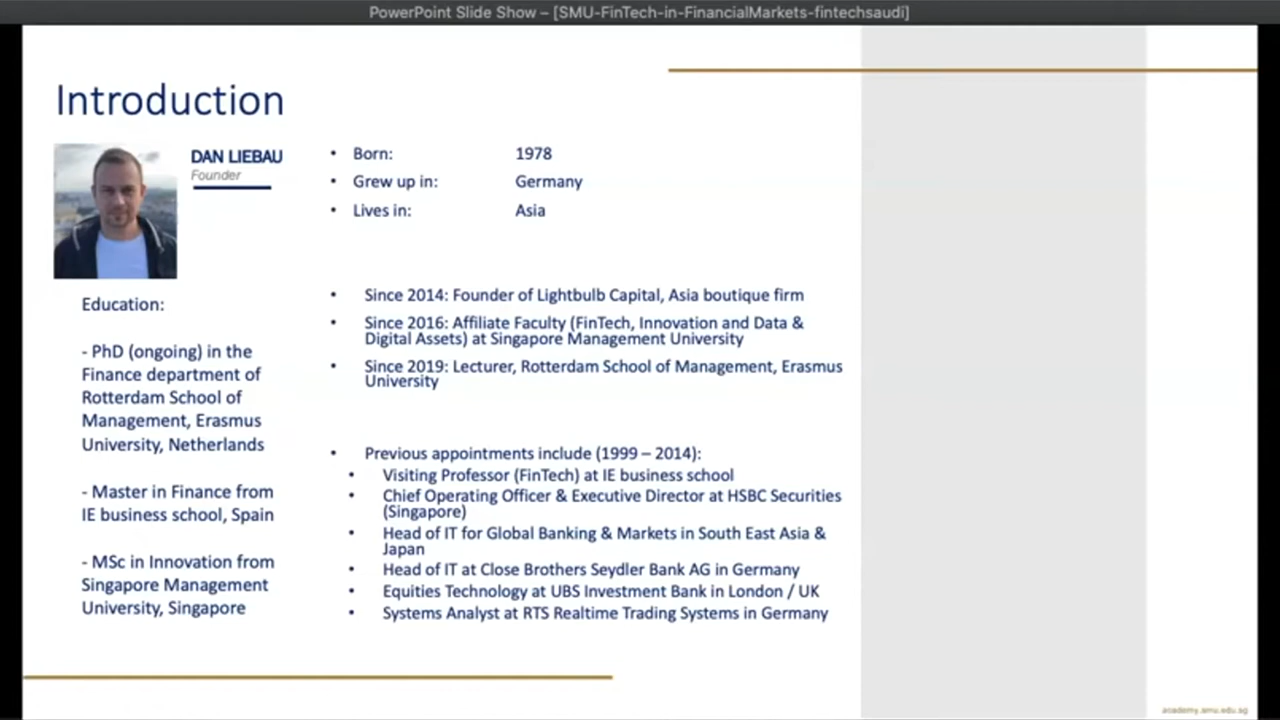 PowerPoint Slide Show – [SMU-FinTech-in-FinancialMarkets-fintechsaudi]
Introduction
DAN LIEBAU
Founder
• Born: 1978
• Grew up in: Germany
• Lives in: Asia
Education:
- PhD (ongoing) in the
Finance department of
Rotterdam School of
Management, Erasmus
University, Netherlands
- Master in Finance from
IE business school, Spain
- MSc in Innovation from
Singapore Management
University, Singapore
• Since 2014: Founder of Lightbulb Capital, Asia boutique firm
• Since 2016: Affiliate Faculty (FinTech, Innovation and Data &
Digital Assets) at Singapore Management University
• Since 2019: Lecturer, Rotterdam School of Management, Erasmus
University
• Previous appointments include (1999 – 2014):
• Visiting Professor (FinTech) at IE business school
• Chief Operating Officer & Executive Director at HSBC Securities
(Singapore)
• Head of IT for Global Banking & Markets in South East Asia &
Japan
• Head of IT at Close Brothers Seydler Bank AG in Germany
• Equities Technology at UBS Investment Bank in London / UK
• Systems Analyst at RTS Realtime Trading Systems in Germany
academy.smu.edu.sg